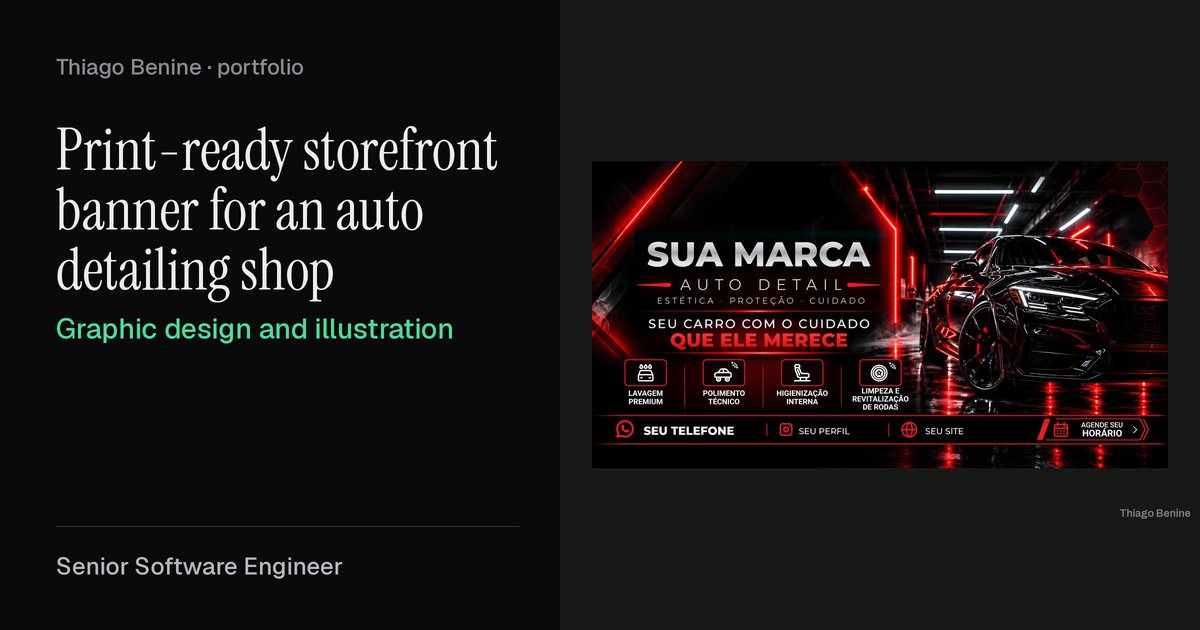 Thiago Benine · portfolio
Print-ready storefront
banner for an auto
detailing shop
Graphic design and illustration
Senior Software Engineer
SUA MARCA
AUTO DETAIL
ESTÉTICA · PROTEÇÃO · CUIDADO
SEU CARRO COM O CUIDADO
QUE ELE MERECE
LAVAGEM
PREMIUM
POLIMENTO
TÉCNICO
HIGIENIZAÇÃO
INTERNA
LIMPEZA E
REVITALIZAÇÃO
DE RODAS
SEU TELEFONE
SEU PERFIL
SEU SITE
AGENDE SEU
HORÁRIO
Thiago Benine